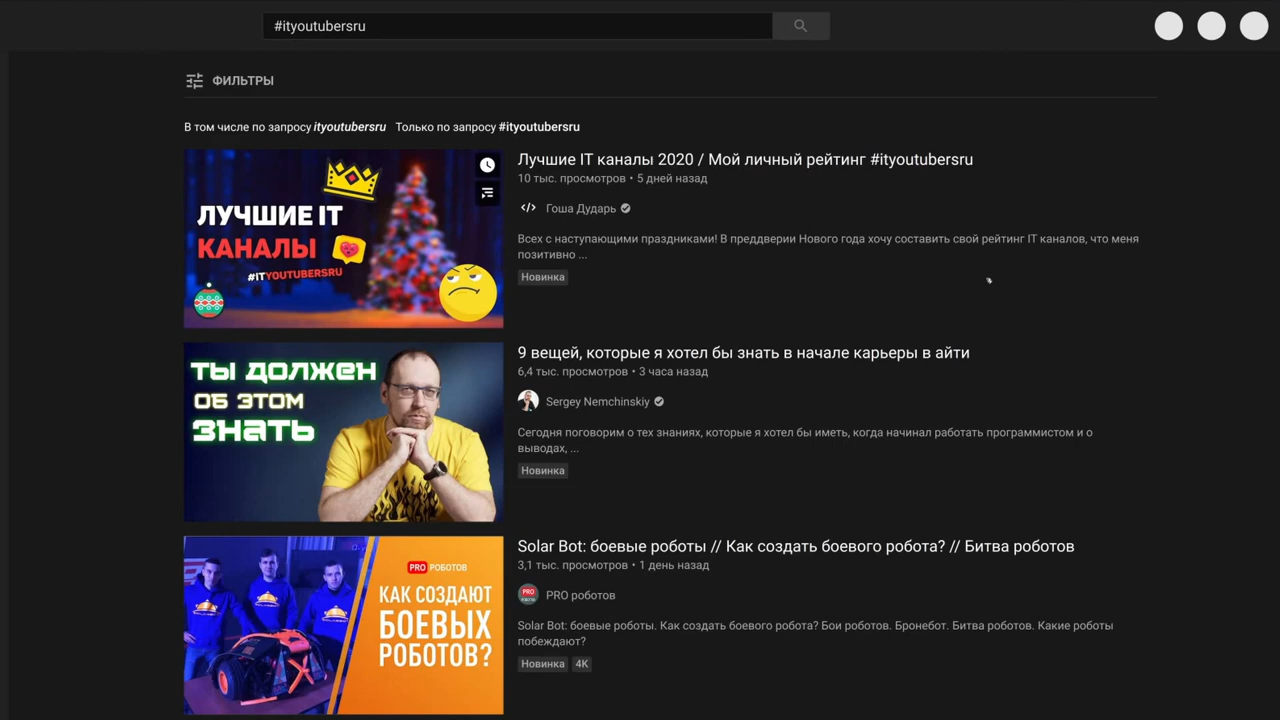 #ityoutubersru
ФИЛЬТРЫ
В том числе по запросу ityoutubersru Только по запросу #ityoutubersru
ЛУЧШИЕ IT
КАНАЛЫ
#ITYOUTUBERSRU
Лучшие IT каналы 2020 / Мой личный рейтинг #ityoutubersru
10 тыс. просмотров • 5 дней назад
</> Гоша Дударь
Всех с наступающими праздниками! В преддверии Нового года хочу составить свой рейтинг IT каналов, что меня
позитивно ...
Новинка
ТЫ ДОЛЖЕН
ОБ ЭТОМ
ЗНАТЬ
9 вещей, которые я хотел бы знать в начале карьеры в айти
6,4 тыс. просмотров • 3 часа назад
Sergey Nemchinskiy
Сегодня поговорим о тех знаниях, которые я хотел бы иметь, когда начинал работать программистом и о
выводах, ...
Новинка
PRO РОБОТОВ
КАК СОЗДАЮТ
БОЕВЫХ
РОБОТОВ?
Solar Bot: боевые роботы // Как создать боевого робота? // Битва роботов
3,1 тыс. просмотров • 1 день назад
PRO роботов
Solar Bot: боевые роботы. Как создать боевого робота? Бои роботов. Бронебот. Битва роботов. Какие роботы
побеждают?
Новинка 4K